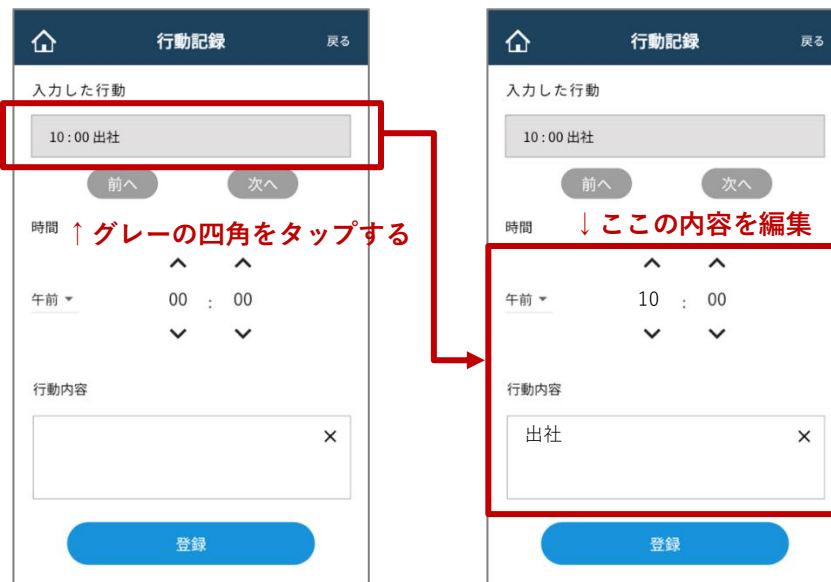 行動記録
戻る
入力した行動
10:00 出社
前へ
次へ
↑グレーの四角をタップする
時間
午前
00 : 00
行動内容
登録
行動記録
戻る
入力した行動
10:00 出社
前へ
次へ
↓ここの内容を編集
時間
午前
10 : 00
行動内容
出社
登録